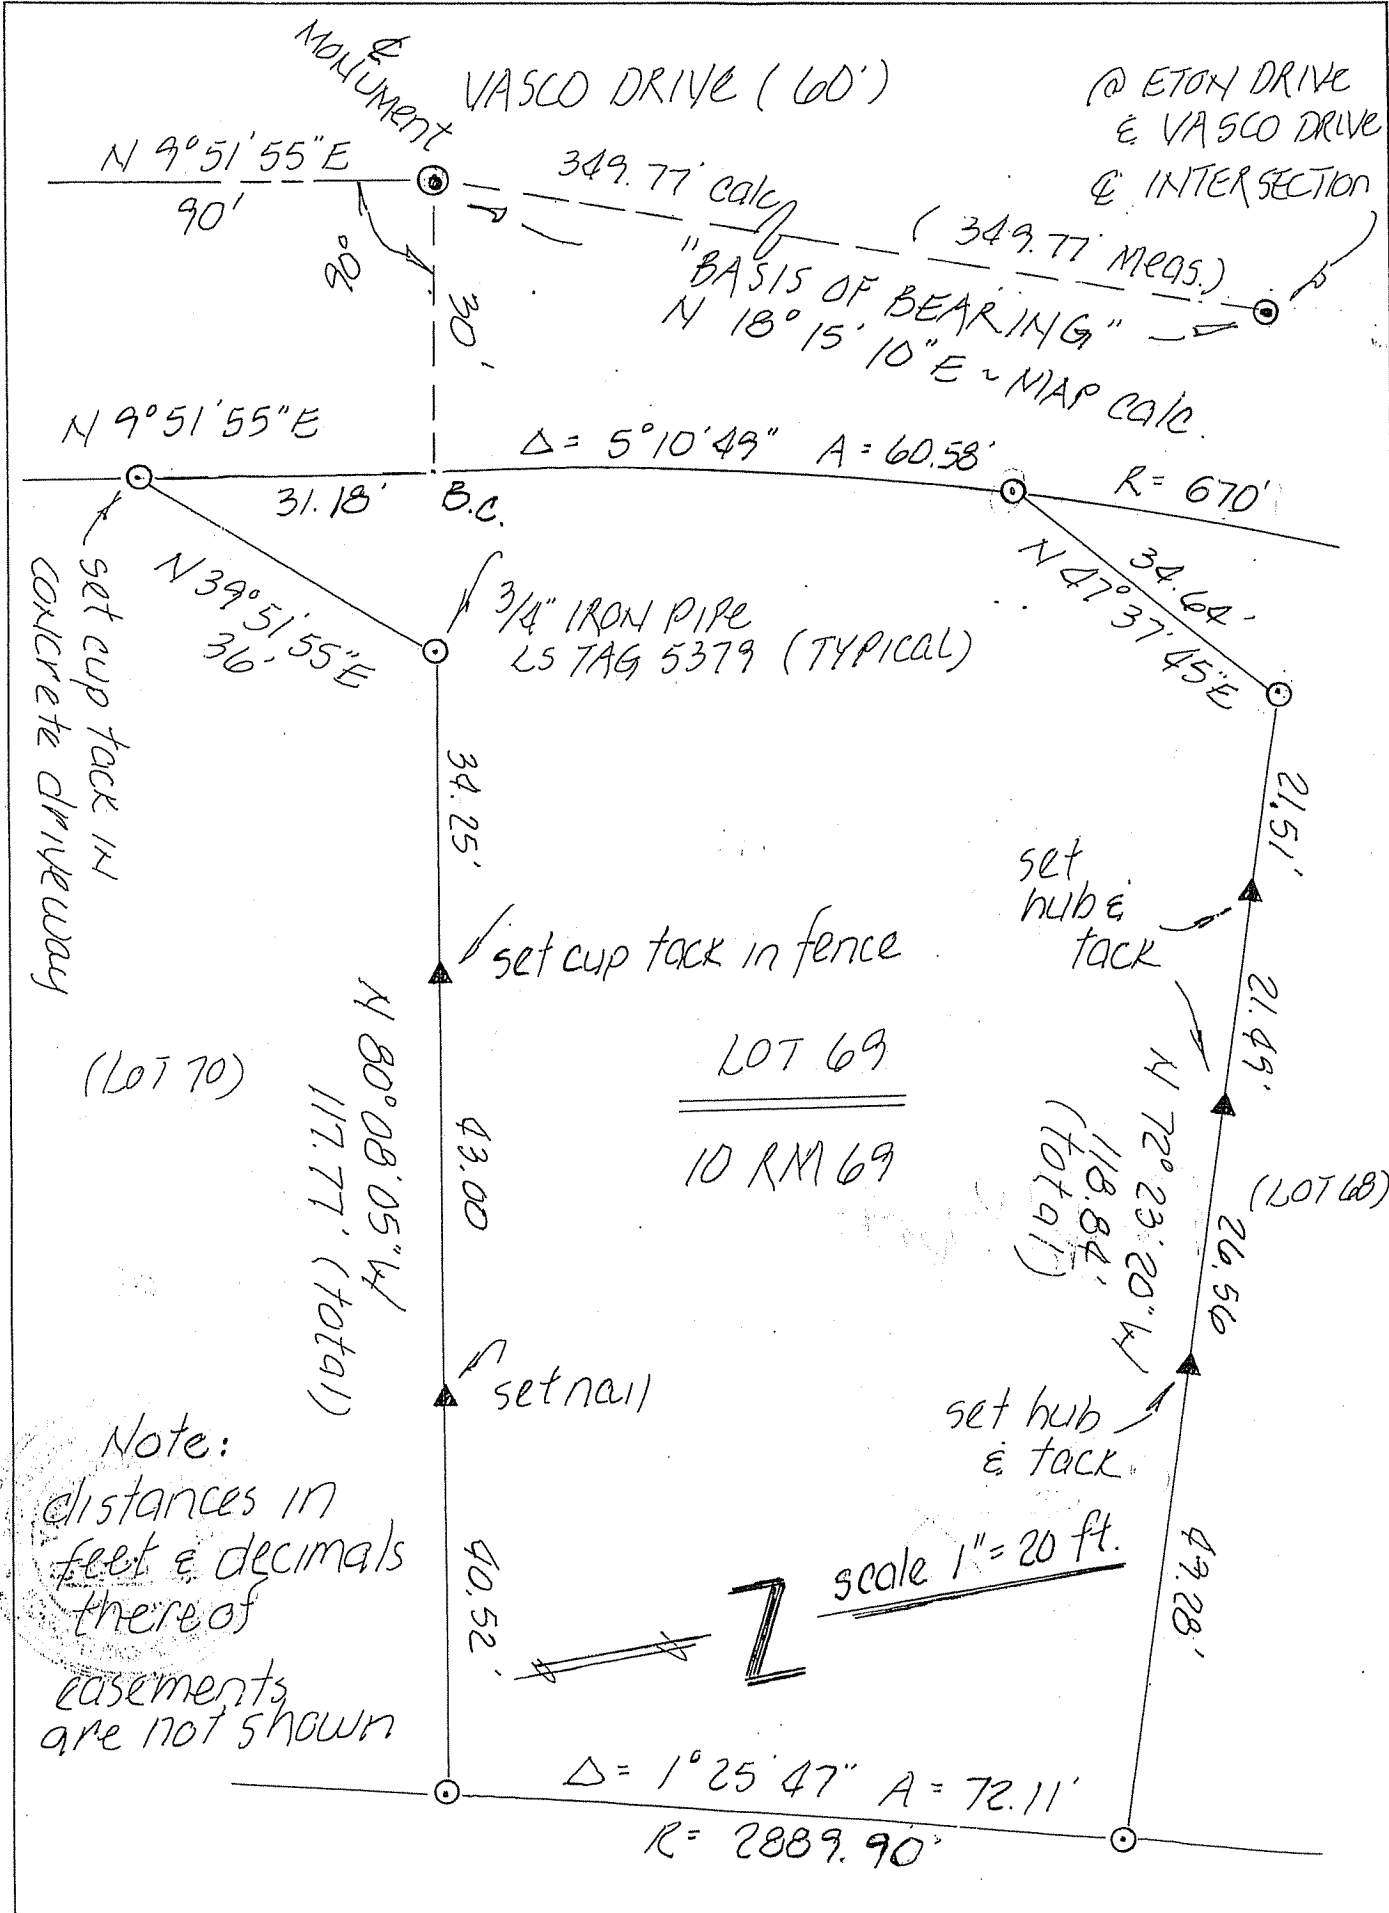 ℄
MONUMENT
VASCO DRIVE (60')
@ ETON DRIVE
& VASCO DRIVE
℄ INTERSECTION
N 9°51'55"E
90'
90°
30'
349.77' calc
(349.77' Meas.)
"BASIS OF BEARING"
N 18°15'10"E ~ MAP calc.
N 9°51'55"E
31.18'
B.C.
Δ = 5°10'49" A = 60.58'
R = 670'
set cup tack in
concrete driveway
N 39°51'55"E
36'
3/4" IRON PIPE
LS TAG 5379 (TYPICAL)
N 47°37'45"E
34.64'
34.25'
21.51'
set
hub &
tack
set cup tack in fence
21.49'
(LOT 70)
N 80°08'05"W
117.77' (total)
43.00
LOT 69
10 RM 69
N 72°23'20"W
118.84'
(total)
(LOT 68)
26.56
set nail
set hub
& tack
Note:
distances in
feet & decimals
thereof
easements
are not shown
40.52'
scale 1" = 20 ft.
49.28'
Δ = 1°25'47" A = 72.11'
R = 2889.90'